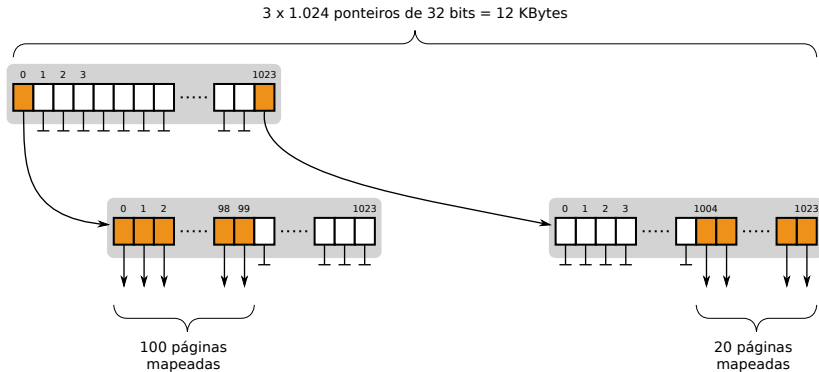 3 x 1.024 ponteiros de 32 bits = 12 KBytes
0 1 2 3 1023
0 1 2 98 99 1023
0 1 2 3 1004 1023
100 páginas
mapeadas
20 páginas
mapeadas